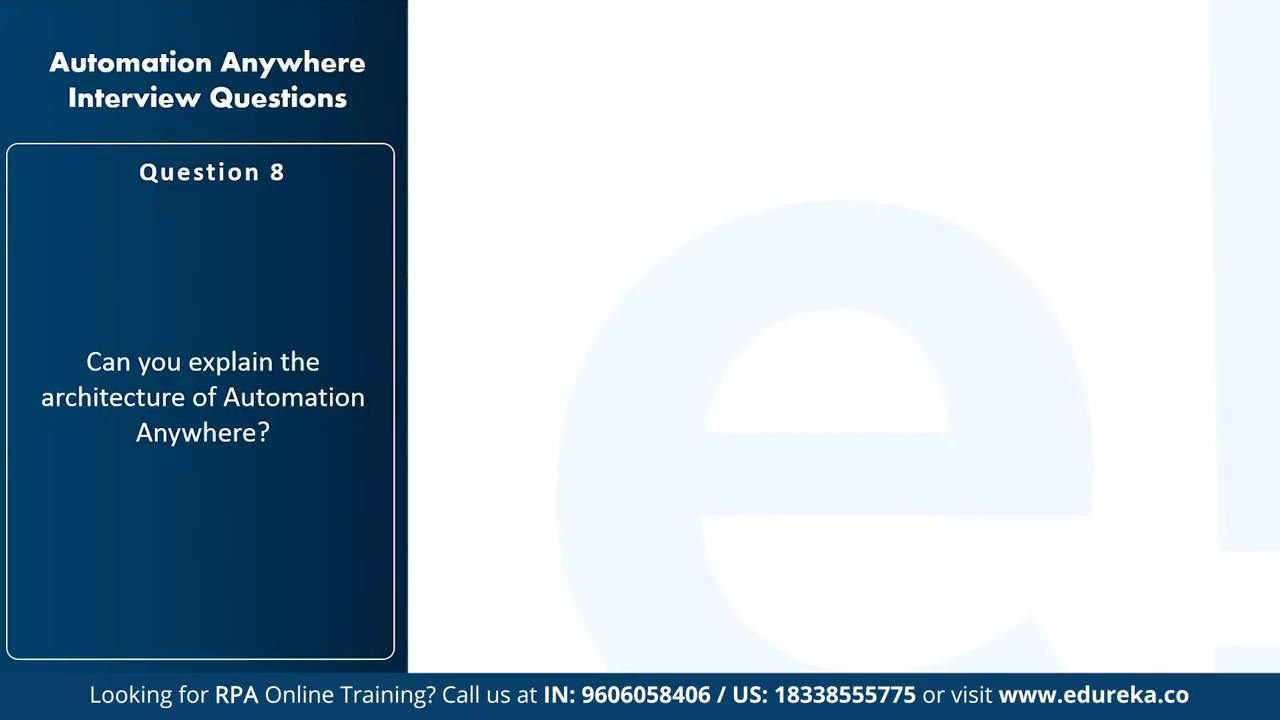 Automation Anywhere
Interview Questions
Question 8
Can you explain the
architecture of Automation
Anywhere?
Looking for RPA Online Training? Call us at IN: 9606058406 / US: 18338555775 or visit www.edureka.co